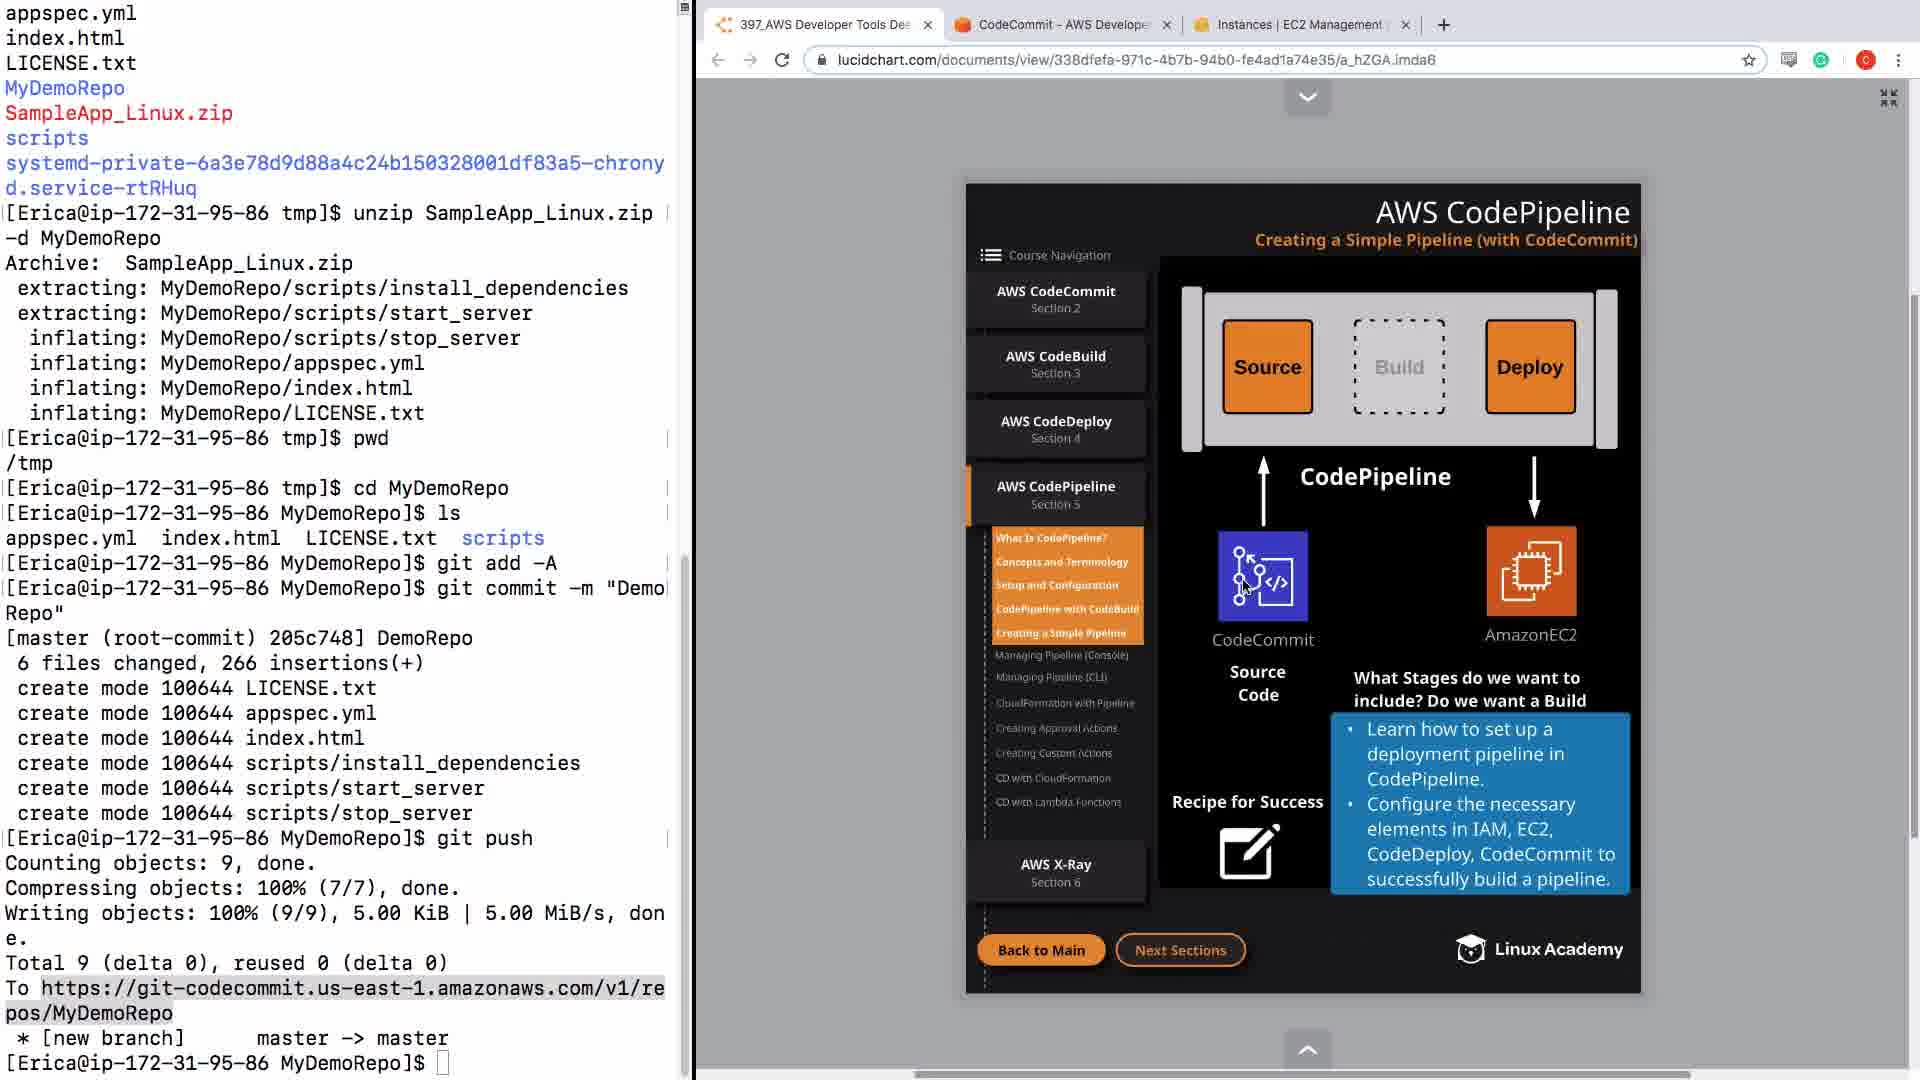 appspec.yml
index.html
LICENSE.txt
MyDemoRepo
SampleApp_Linux.zip
scripts
systemd-private-6a3e78d9d88a4c24b150328001df83a5-chrony
d.service-rtRHuq
[Erica@ip-172-31-95-86 tmp]$ unzip SampleApp_Linux.zip
-d MyDemoRepo
Archive:  SampleApp_Linux.zip
 extracting: MyDemoRepo/scripts/install_dependencies
 extracting: MyDemoRepo/scripts/start_server
  inflating: MyDemoRepo/scripts/stop_server
  inflating: MyDemoRepo/appspec.yml
  inflating: MyDemoRepo/index.html
  inflating: MyDemoRepo/LICENSE.txt
[Erica@ip-172-31-95-86 tmp]$ pwd
/tmp
[Erica@ip-172-31-95-86 tmp]$ cd MyDemoRepo
[Erica@ip-172-31-95-86 MyDemoRepo]$ ls
appspec.yml  index.html  LICENSE.txt  scripts
[Erica@ip-172-31-95-86 MyDemoRepo]$ git add -A
[Erica@ip-172-31-95-86 MyDemoRepo]$ git commit -m "Demo
Repo"
[master (root-commit) 205c748] DemoRepo
 6 files changed, 266 insertions(+)
 create mode 100644 LICENSE.txt
 create mode 100644 appspec.yml
 create mode 100644 index.html
 create mode 100644 scripts/install_dependencies
 create mode 100644 scripts/start_server
 create mode 100644 scripts/stop_server
[Erica@ip-172-31-95-86 MyDemoRepo]$ git push
Counting objects: 9, done.
Compressing objects: 100% (7/7), done.
Writing objects: 100% (9/9), 5.00 KiB | 5.00 MiB/s, don
e.
Total 9 (delta 0), reused 0 (delta 0)
To https://git-codecommit.us-east-1.amazonaws.com/v1/re
pos/MyDemoRepo
 * [new branch]      master -> master
[Erica@ip-172-31-95-86 MyDemoRepo]$
397_AWS Developer Tools Dee
CodeCommit - AWS Developer
Instances | EC2 Management
lucidchart.com/documents/view/338dfefa-971c-4b7b-94b0-fe4ad1a74e35/a_hZGA.imda6
C
AWS CodePipeline
Creating a Simple Pipeline (with CodeCommit)
Course Navigation
AWS CodeCommit
Section 2
AWS CodeBuild
Section 3
AWS CodeDeploy
Section 4
AWS CodePipeline
Section 5
What Is CodePipeline?
Concepts and Terminology
Setup and Configuration
CodePipeline with CodeBuild
Creating a Simple Pipeline
Managing Pipeline (Console)
Managing Pipeline (CLI)
CloudFormation with Pipeline
Creating Approval Actions
Creating Custom Actions
CD with CloudFormation
CD with Lambda Functions
AWS X-Ray
Section 6
Back to Main
Next Sections
Source
Build
Deploy
CodePipeline
CodeCommit
AmazonEC2
Source
Code
What Stages do we want to
include? Do we want a Build
Recipe for Success
• Learn how to set up a
deployment pipeline in
CodePipeline.
• Configure the necessary
elements in IAM, EC2,
CodeDeploy, CodeCommit to
successfully build a pipeline.
Linux Academy